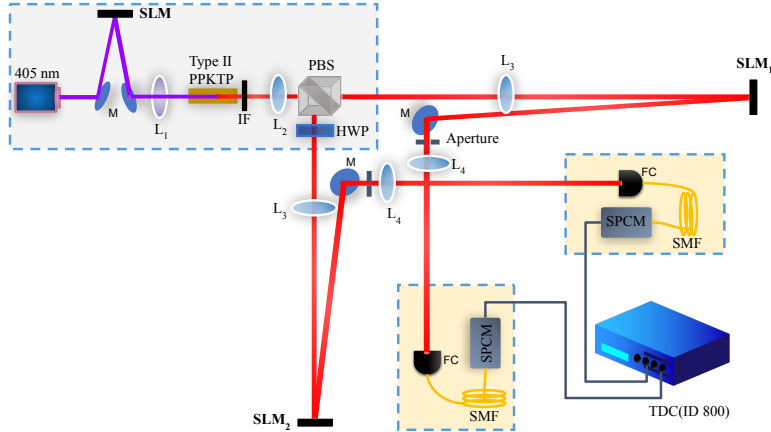 SLM
405 nm
M
L1
Type II
PPKTP
IF
L2
PBS
HWP
L3
SLM1
M
Aperture
L4
M
L3
L4
FC
SPCM
SMF
FC
SPCM
SMF
SLM2
TDC(ID 800)